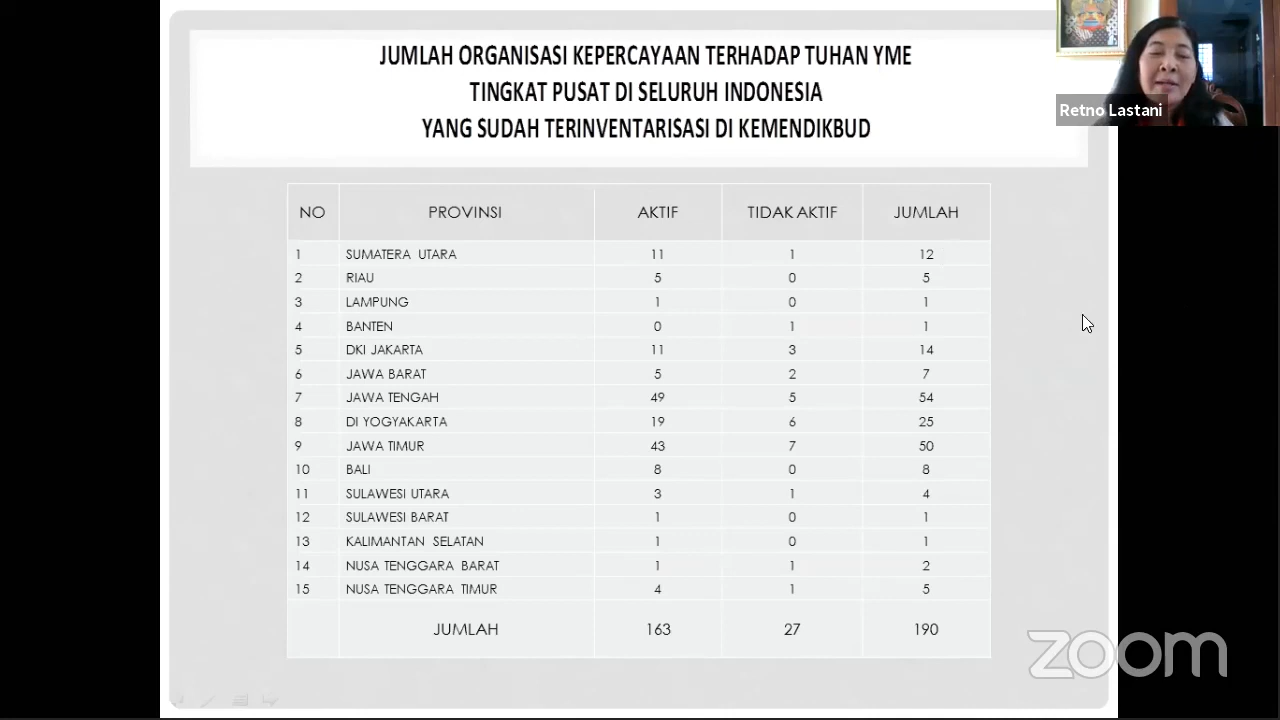 JUMLAH ORGANISASI KEPERCAYAAN TERHADAP TUHAN YME
TINGKAT PUSAT DI SELURUH INDONESIA
YANG SUDAH TERINVENTARISASI DI KEMENDIKBUD
Retno Lastani
NO PROVINSI AKTIF TIDAK AKTIF JUMLAH
1 SUMATERA UTARA 11 1 12
2 RIAU 5 0 5
3 LAMPUNG 1 0 1
4 BANTEN 0 1 1
5 DKI JAKARTA 11 3 14
6 JAWA BARAT 5 2 7
7 JAWA TENGAH 49 5 54
8 DI YOGYAKARTA 19 6 25
9 JAWA TIMUR 43 7 50
10 BALI 8 0 8
11 SULAWESI UTARA 3 1 4
12 SULAWESI BARAT 1 0 1
13 KALIMANTAN SELATAN 1 0 1
14 NUSA TENGGARA BARAT 1 1 2
15 NUSA TENGGARA TIMUR 4 1 5
JUMLAH 163 27 190
zoom